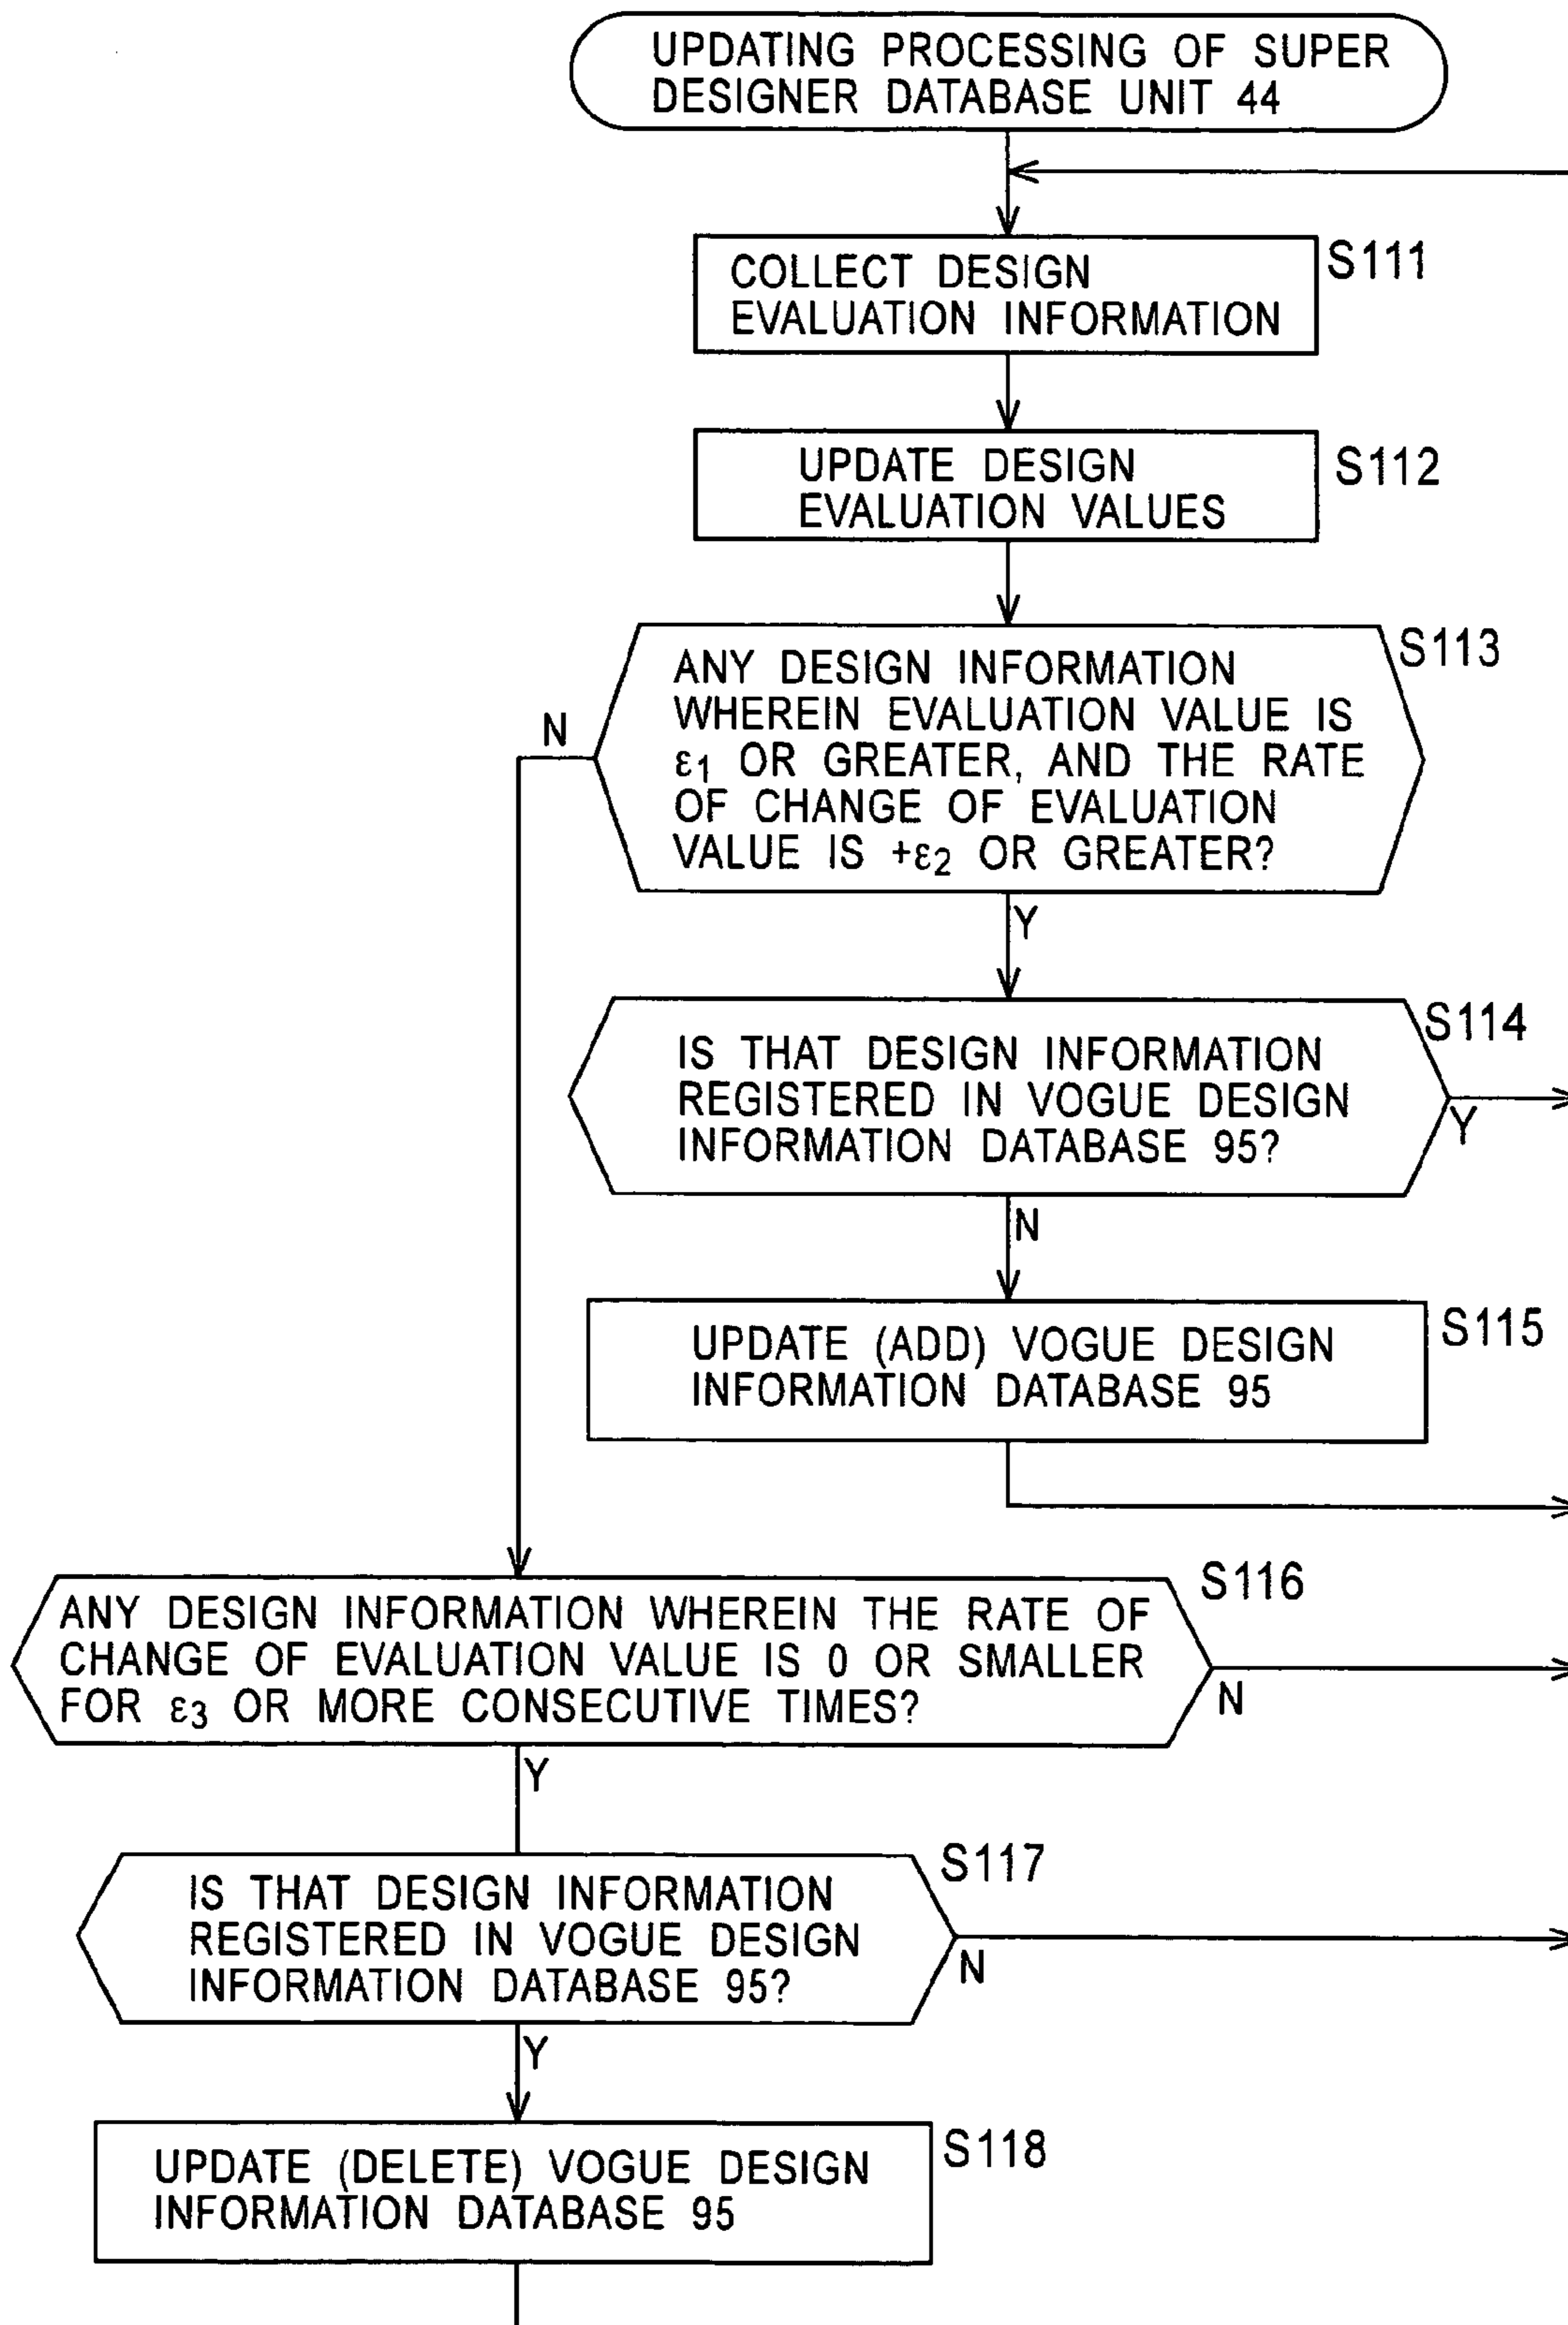 UPDATING PROCESSING OF SUPER
DESIGNER DATABASE UNIT 44
COLLECT DESIGN
EVALUATION INFORMATION
S111
UPDATE DESIGN
EVALUATION VALUES
S112
ANY DESIGN INFORMATION
WHEREIN EVALUATION VALUE IS
ε1 OR GREATER, AND THE RATE
OF CHANGE OF EVALUATION
VALUE IS +ε2 OR GREATER?
S113
N
Y
IS THAT DESIGN INFORMATION
REGISTERED IN VOGUE DESIGN
INFORMATION DATABASE 95?
S114
Y
N
UPDATE (ADD) VOGUE DESIGN
INFORMATION DATABASE 95
S115
ANY DESIGN INFORMATION WHEREIN THE RATE OF
CHANGE OF EVALUATION VALUE IS 0 OR SMALLER
FOR ε3 OR MORE CONSECUTIVE TIMES?
S116
N
Y
IS THAT DESIGN INFORMATION
REGISTERED IN VOGUE DESIGN
INFORMATION DATABASE 95?
S117
N
Y
UPDATE (DELETE) VOGUE DESIGN
INFORMATION DATABASE 95
S118